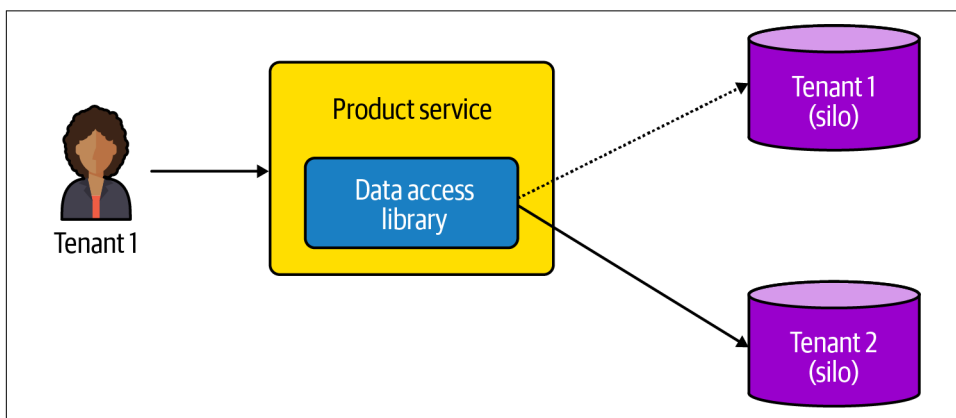 Product service
Data access
library
Tenant 1
Tenant 1
(silo)
Tenant 2
(silo)